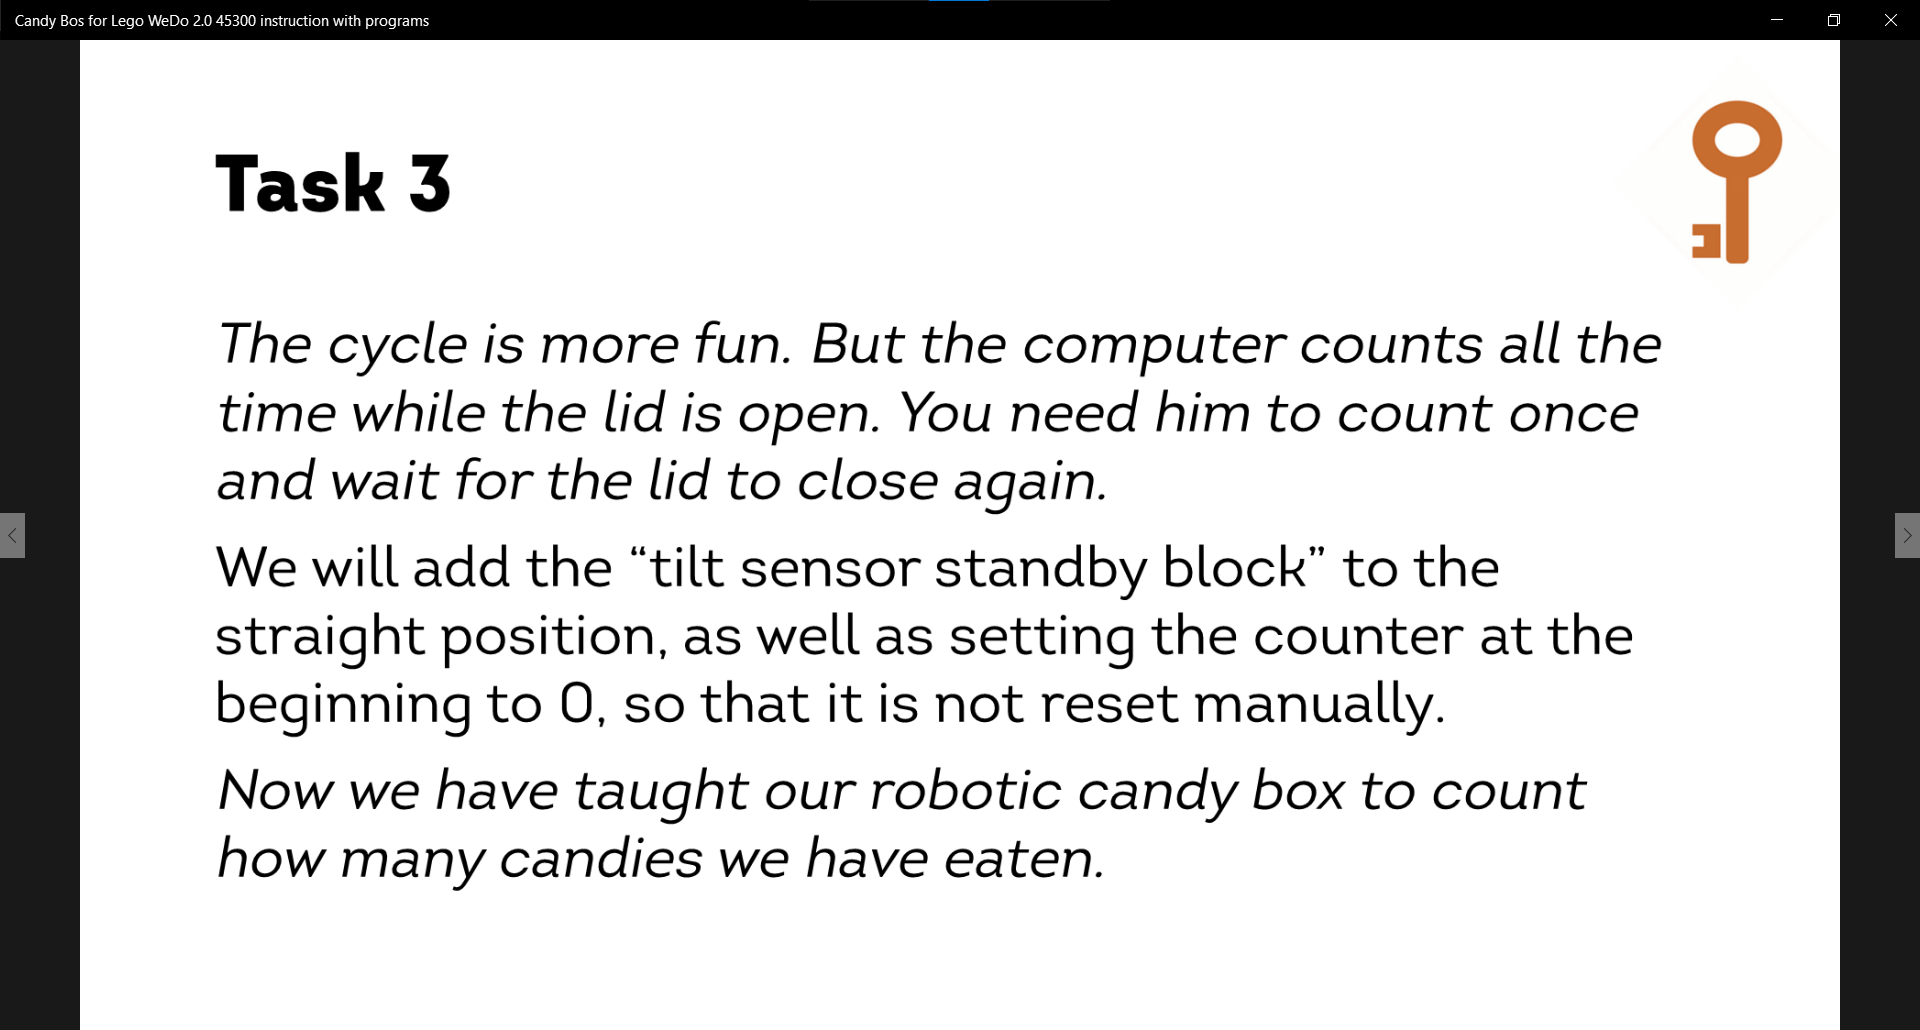 Candy Bos for Lego WeDo 2.0 45300 instruction with programs
Task 3
The cycle is more fun. But the computer counts all the
time while the lid is open. You need him to count once
and wait for the lid to close again.
We will add the “tilt sensor standby block” to the
straight position, as well as setting the counter at the
beginning to 0, so that it is not reset manually.
Now we have taught our robotic candy box to count
how many candies we have eaten.